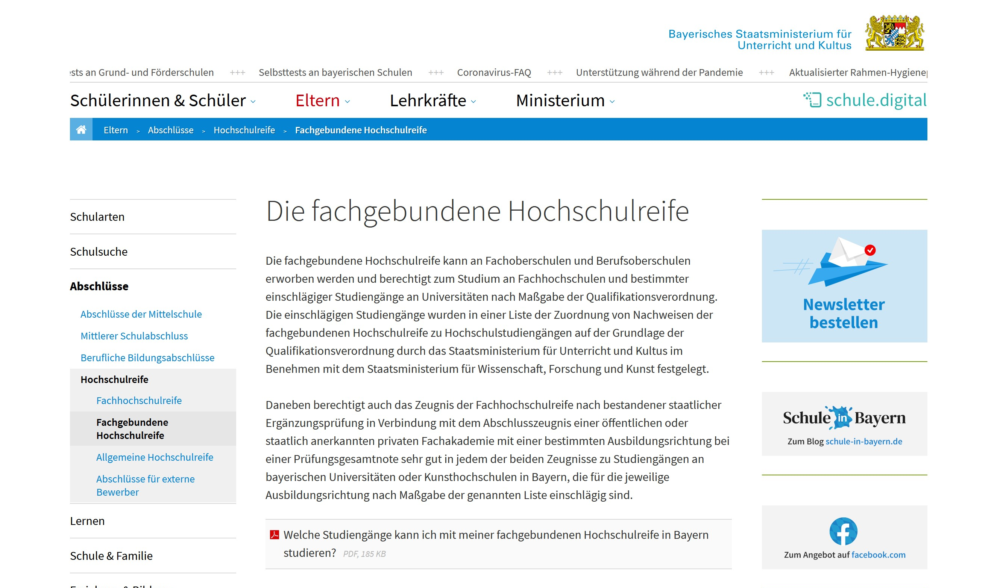 Bayerisches Staatsministerium für
Unterricht und Kultus
ests an Grund- und Förderschulen +++ Selbsttests an bayerischen Schulen +++ Coronavirus-FAQ +++ Unterstützung während der Pandemie +++ Aktualisierter Rahmen-Hygiene
Schülerinnen & Schüler Eltern Lehrkräfte Ministerium schule.digital
Eltern > Abschlüsse > Hochschulreife > Fachgebundene Hochschulreife
Schularten
Schulsuche
Abschlüsse
Abschlüsse der Mittelschule
Mittlerer Schulabschluss
Berufliche Bildungsabschlüsse
Hochschulreife
Fachhochschulreife
Fachgebundene
Hochschulreife
Allgemeine Hochschulreife
Abschlüsse für externe
Bewerber
Lernen
Schule & Familie
Die fachgebundene Hochschulreife
Die fachgebundene Hochschulreife kann an Fachoberschulen und Berufsoberschulen
erworben werden und berechtigt zum Studium an Fachhochschulen und bestimmter
einschlägiger Studiengänge an Universitäten nach Maßgabe der Qualifikationsverordnung.
Die einschlägigen Studiengänge wurden in einer Liste der Zuordnung von Nachweisen der
fachgebundenen Hochschulreife zu Hochschulstudiengängen auf der Grundlage der
Qualifikationsverordnung durch das Staatsministerium für Unterricht und Kultus im
Benehmen mit dem Staatsministerium für Wissenschaft, Forschung und Kunst festgelegt.
Daneben berechtigt auch das Zeugnis der Fachhochschulreife nach bestandener staatlicher
Ergänzungsprüfung in Verbindung mit dem Abschlusszeugnis einer öffentlichen oder
staatlich anerkannten privaten Fachakademie mit einer bestimmten Ausbildungsrichtung bei
einer Prüfungsgesamtnote sehr gut in jedem der beiden Zeugnisse zu Studiengängen an
bayerischen Universitäten oder Kunsthochschulen in Bayern, die für die jeweilige
Ausbildungsrichtung nach Maßgabe der genannten Liste einschlägig sind.
Welche Studiengänge kann ich mit meiner fachgebundenen Hochschulreife in Bayern
studieren? PDF, 185 KB
Newsletter
bestellen
Schule in Bayern
Zum Blog schule-in-bayern.de
Zum Angebot auf facebook.com